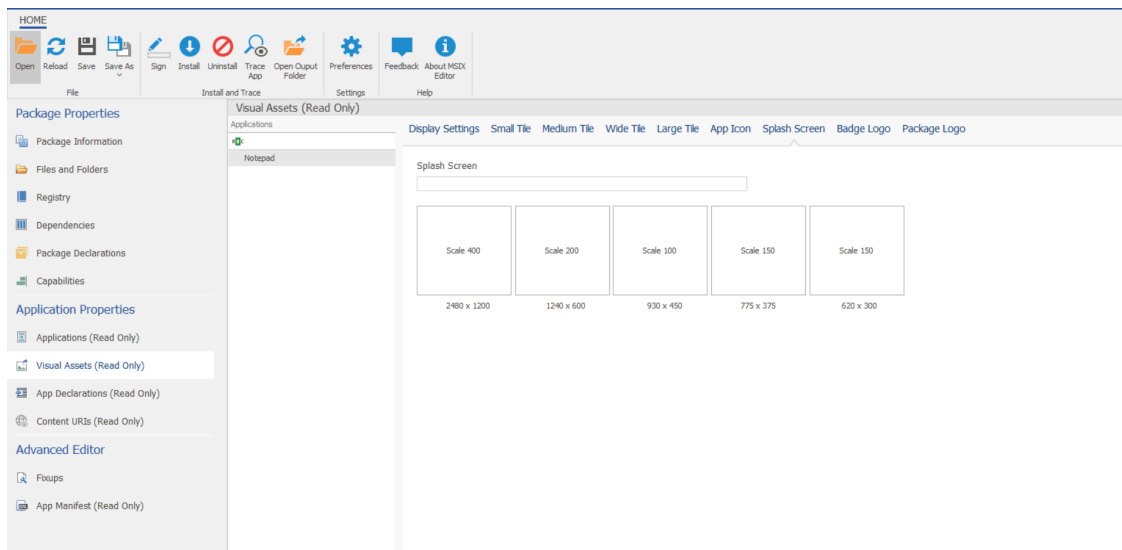 HOME
Open Reload Save Save As Sign Install Uninstall Trace App Open Ouput Folder Preferences Feedback About MSIX Editor
File Install and Trace Settings Help
Package Properties
Package Information
Files and Folders
Registry
Dependencies
Package Declarations
Capabilities
Application Properties
Applications (Read Only)
Visual Assets (Read Only)
App Declarations (Read Only)
Content URIs (Read Only)
Advanced Editor
Fixups
App Manifest (Read Only)
Visual Assets (Read Only)
Applications
Notepad
Display Settings Small Tile Medium Tile Wide Tile Large Tile App Icon Splash Screen Badge Logo Package Logo
Splash Screen
Scale 400 Scale 200 Scale 100 Scale 150 Scale 150
2480 x 1200 1240 x 600 930 x 450 775 x 375 620 x 300